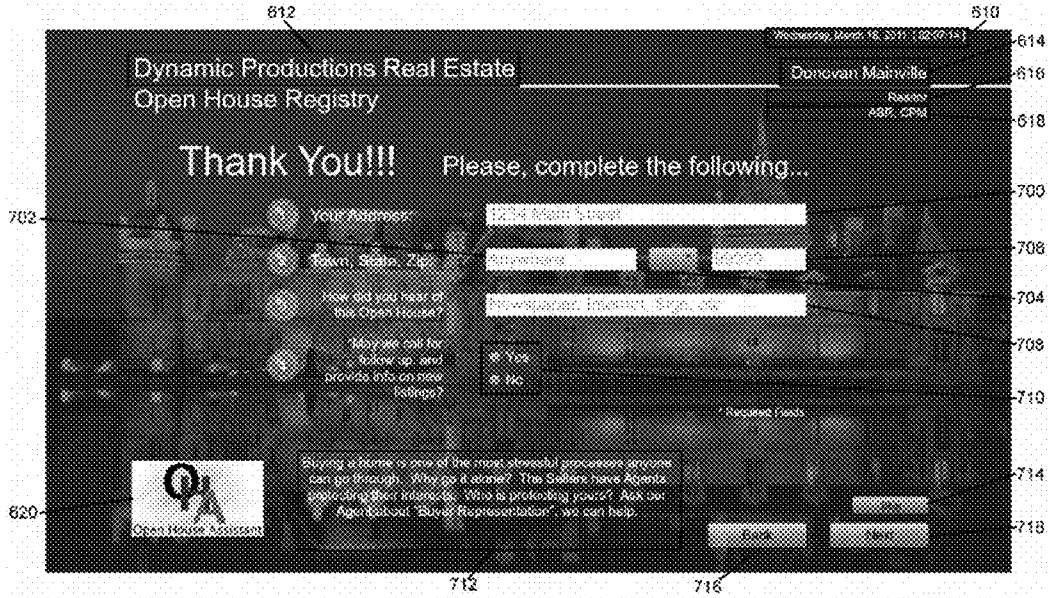 612
610
Wednesday, March 16, 2011 [ 02:37:14 ]
614
Dynamic Productions Real Estate
Donovan Mainville
616
Open House Registry
Realtor
ABR, CPM
618
Thank You!!!
Please, complete the following...
700
702
Your Address:
1234 Main Street
Town, State, Zip:
706
704
How did you hear of
this Open House?
Newspaper, Internet, Sign, etc
708
*May we call for
follow up, and
provide info on new
listings?
Yes
No
710
* Required Fields
Buying a home is one of the most stressful processes anyone
can go through. Why go it alone? The Sellers have Agents
protecting their interests. Who is protecting yours? Ask our
Agent about "Buyer Representation", we can help.
714
620
OA
Open House Assistant
Back
Next
718
712
716